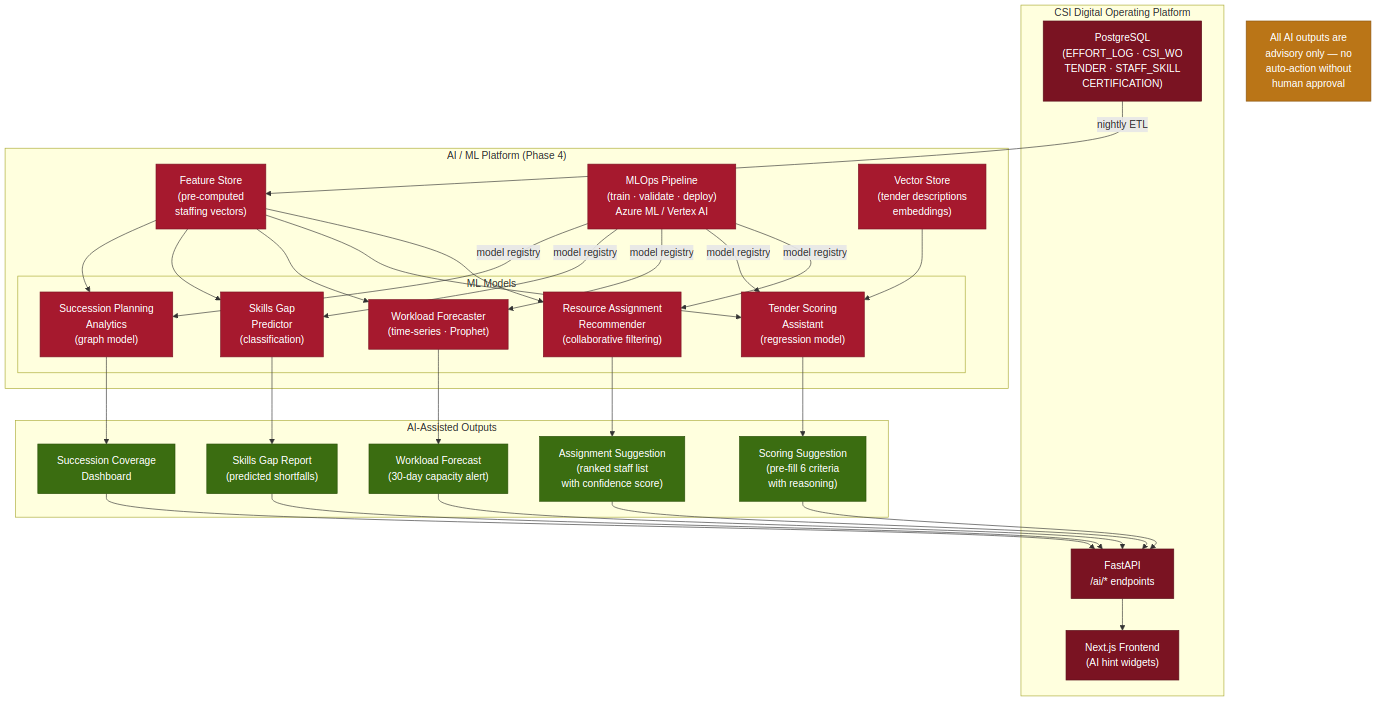 CSI Digital Operating Platform
PostgreSQL
(EFFORT_LOG · CSI_WO
TENDER · STAFF_SKILL
CERTIFICATION)
All AI outputs are
advisory only — no
auto-action without
human approval
nightly ETL
AI / ML Platform (Phase 4)
Feature Store
(pre-computed
staffing vectors)
MLOps Pipeline
(train · validate · deploy)
Azure ML / Vertex AI
Vector Store
(tender descriptions
embeddings)
model registry
model registry
model registry
model registry
model registry
ML Models
Succession Planning
Analytics
(graph model)
Skills Gap
Predictor
(classification)
Workload Forecaster
(time-series · Prophet)
Resource Assignment
Recommender
(collaborative filtering)
Tender Scoring
Assistant
(regression model)
AI-Assisted Outputs
Succession Coverage
Dashboard
Skills Gap Report
(predicted shortfalls)
Workload Forecast
(30-day capacity alert)
Assignment Suggestion
(ranked staff list
with confidence score)
Scoring Suggestion
(pre-fill 6 criteria
with reasoning)
FastAPI
/ai/* endpoints
Next.js Frontend
(AI hint widgets)